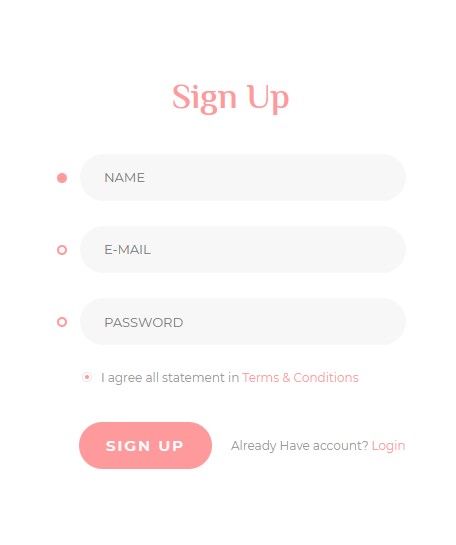 Sign Up
NAME
E-MAIL
PASSWORD
I agree all statement in Terms & Conditions
SIGN UP Already Have account? Login